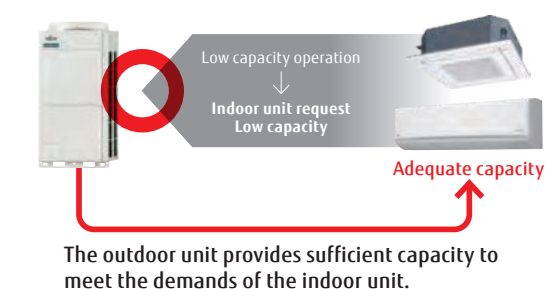 Low capacity operation
↓
Indoor unit request
Low capacity
Adequate capacity
The outdoor unit provides sufficient capacity to
meet the demands of the indoor unit.